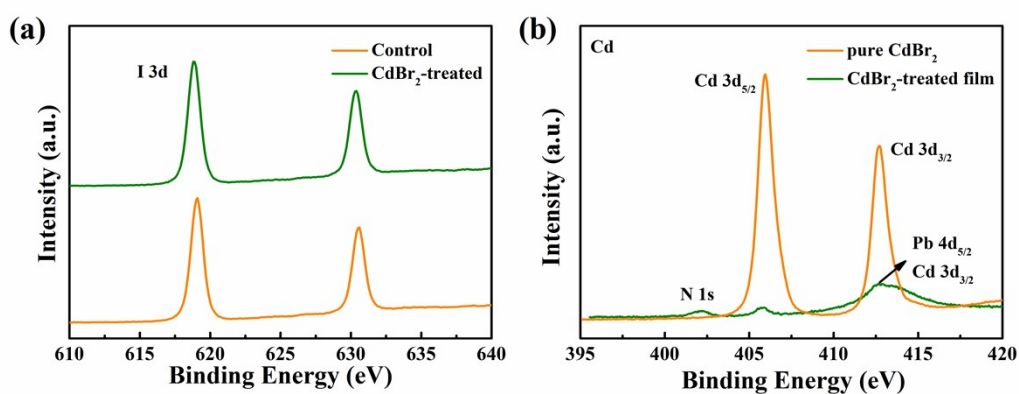 (a)
Control
CdBr₂-treated
I 3d
Intensity (a.u.)
610 615 620 625 630 635 640
Binding Energy (eV)
(b)
Cd
pure CdBr₂
CdBr₂-treated film
Cd 3d₅/₂
Cd 3d₃/₂
Pb 4d₅/₂
Cd 3d₃/₂
N 1s
Intensity (a.u.)
395 400 405 410 415 420
Binding Energy (eV)